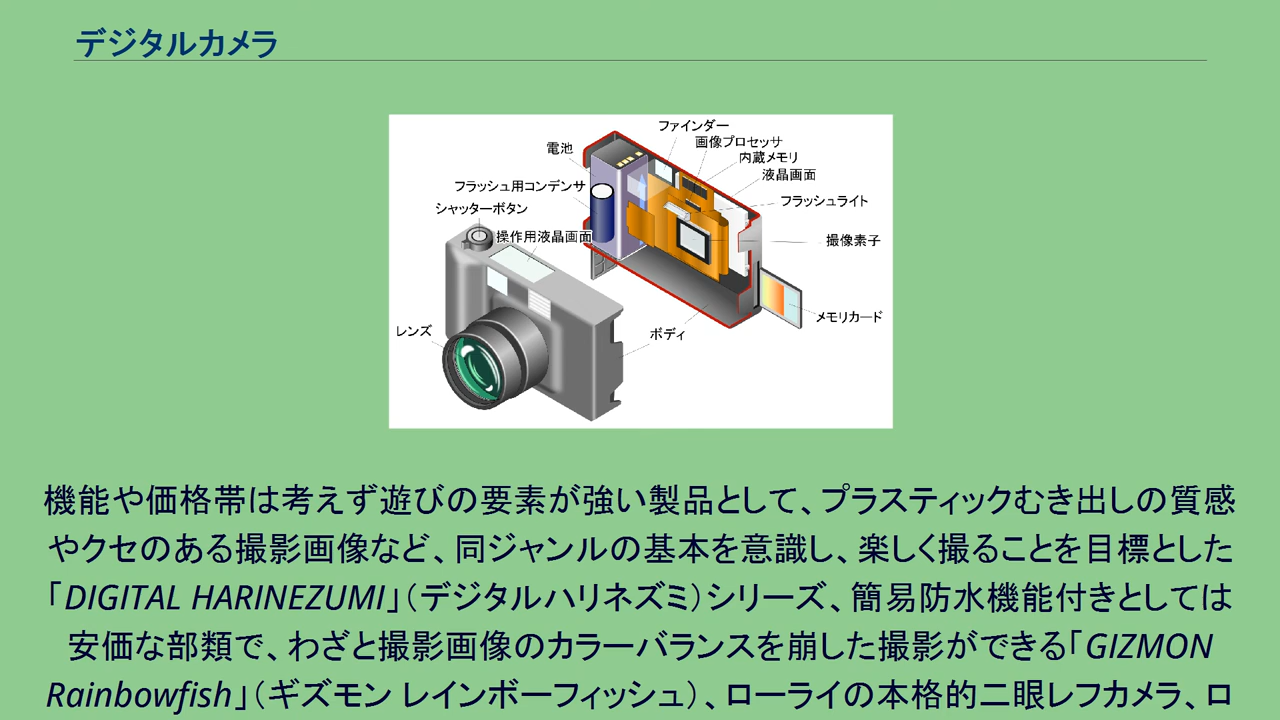 デジタルカメラ
ファインダー
画像プロセッサ
電池
内蔵メモリ
液晶画面
フラッシュ用コンデンサ
フラッシュライト
シャッターボタン
操作用液晶画面
撮像素子
メモリカード
レンズ
ボディ
機能や価格帯は考えず遊びの要素が強い製品として、プラスティックむき出しの質感
やクセのある撮影画像など、同ジャンルの基本を意識し、楽しく撮ることを目標とした
「DIGITAL HARINEZUMI」（デジタルハリネズミ）シリーズ、簡易防水機能付きとしては
安価な部類で、わざと撮影画像のカラーバランスを崩した撮影ができる「GIZMON
Rainbowfish」（ギズモン レインボーフィッシュ）、ローライの本格的二眼レフカメラ、ロ